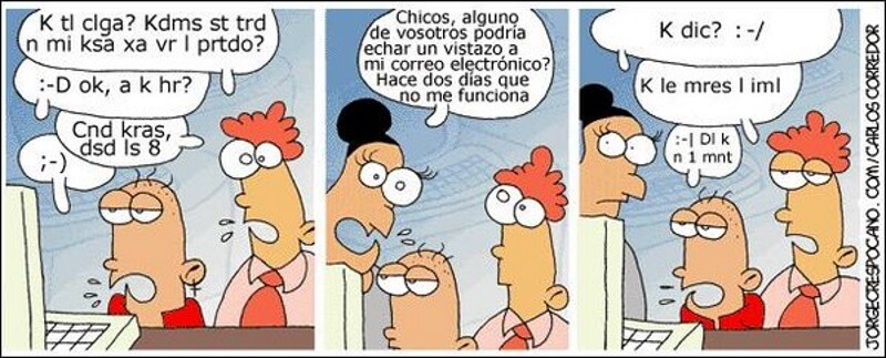 K tl clga? Kdms st trd
n mi ksa xa vr l prtdo?
:-D ok, a k hr?
Cnd kras,
dsd ls 8
;-)
Chicos, alguno
de vosotros podría
echar un vistazo a
mi correo electrónico?
Hace dos días que
no me funciona
K dic? :-/
K le mres l iml
:-| Dl k
n 1 mnt
JORGECRESPOCANO.COM/CARLOS CORREDOR